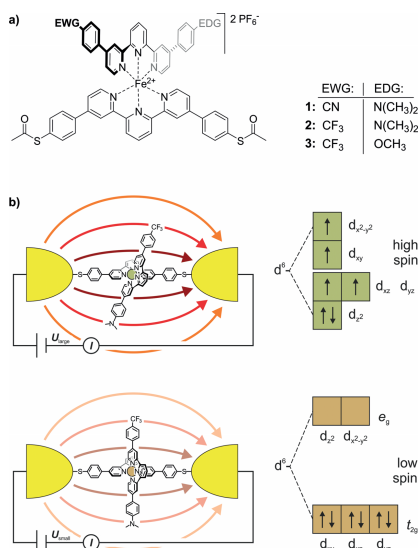 a)
EWG
EDG
2 PF6-
N N N
Fe2+
N N N
O
S
O
S
EWG: EDG:
1: CN N(CH3)2
2: CF3 N(CH3)2
3: CF3 OCH3
b)
CF3
S
S
N
Ularge
I
d6
dx2-y2
dxy
dxz dyz
dz2
high
spin
CF3
S
S
N
Usmall
I
d6
eg
dz2 dx2-y2
low
spin
t2g